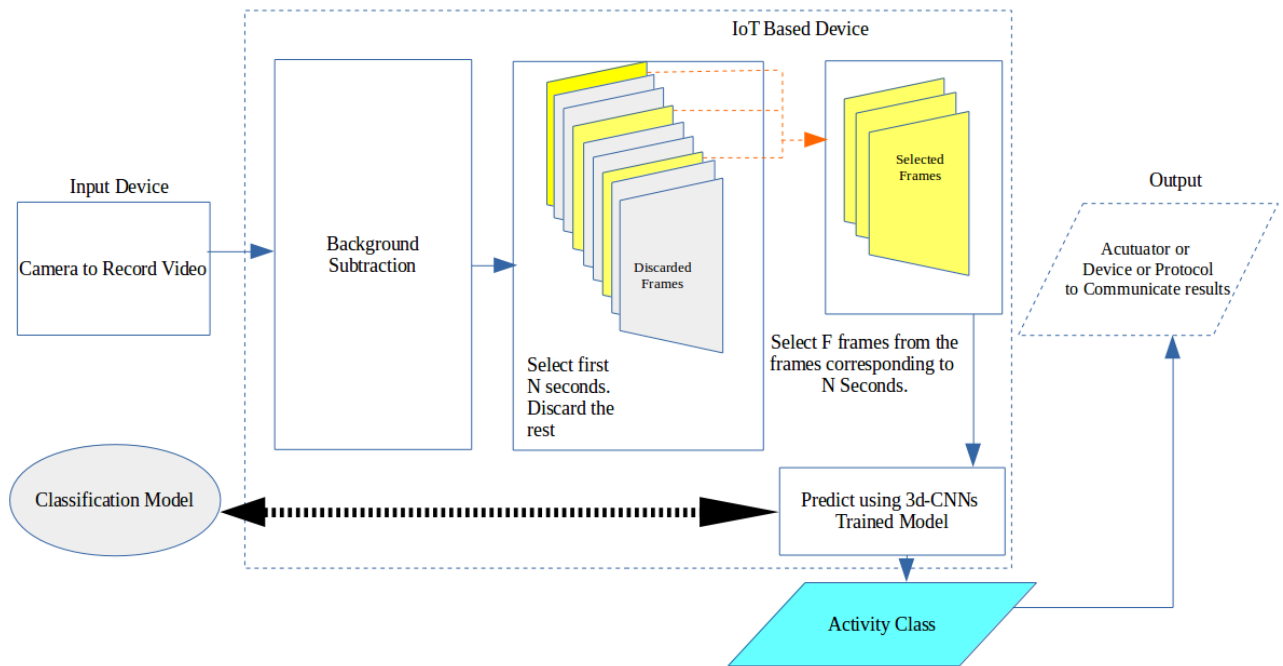 IoT Based Device
Input Device
Camera to Record Video
Background
Subtraction
Discarded
Frames
Select first
N seconds.
Discard the
rest
Selected
Frames
Select F frames from the
frames corresponding to
N Seconds.
Output
Acutuator or
Device or Protocol
to Communicate results
Classification Model
Predict using 3d-CNNs
Trained Model
Activity Class